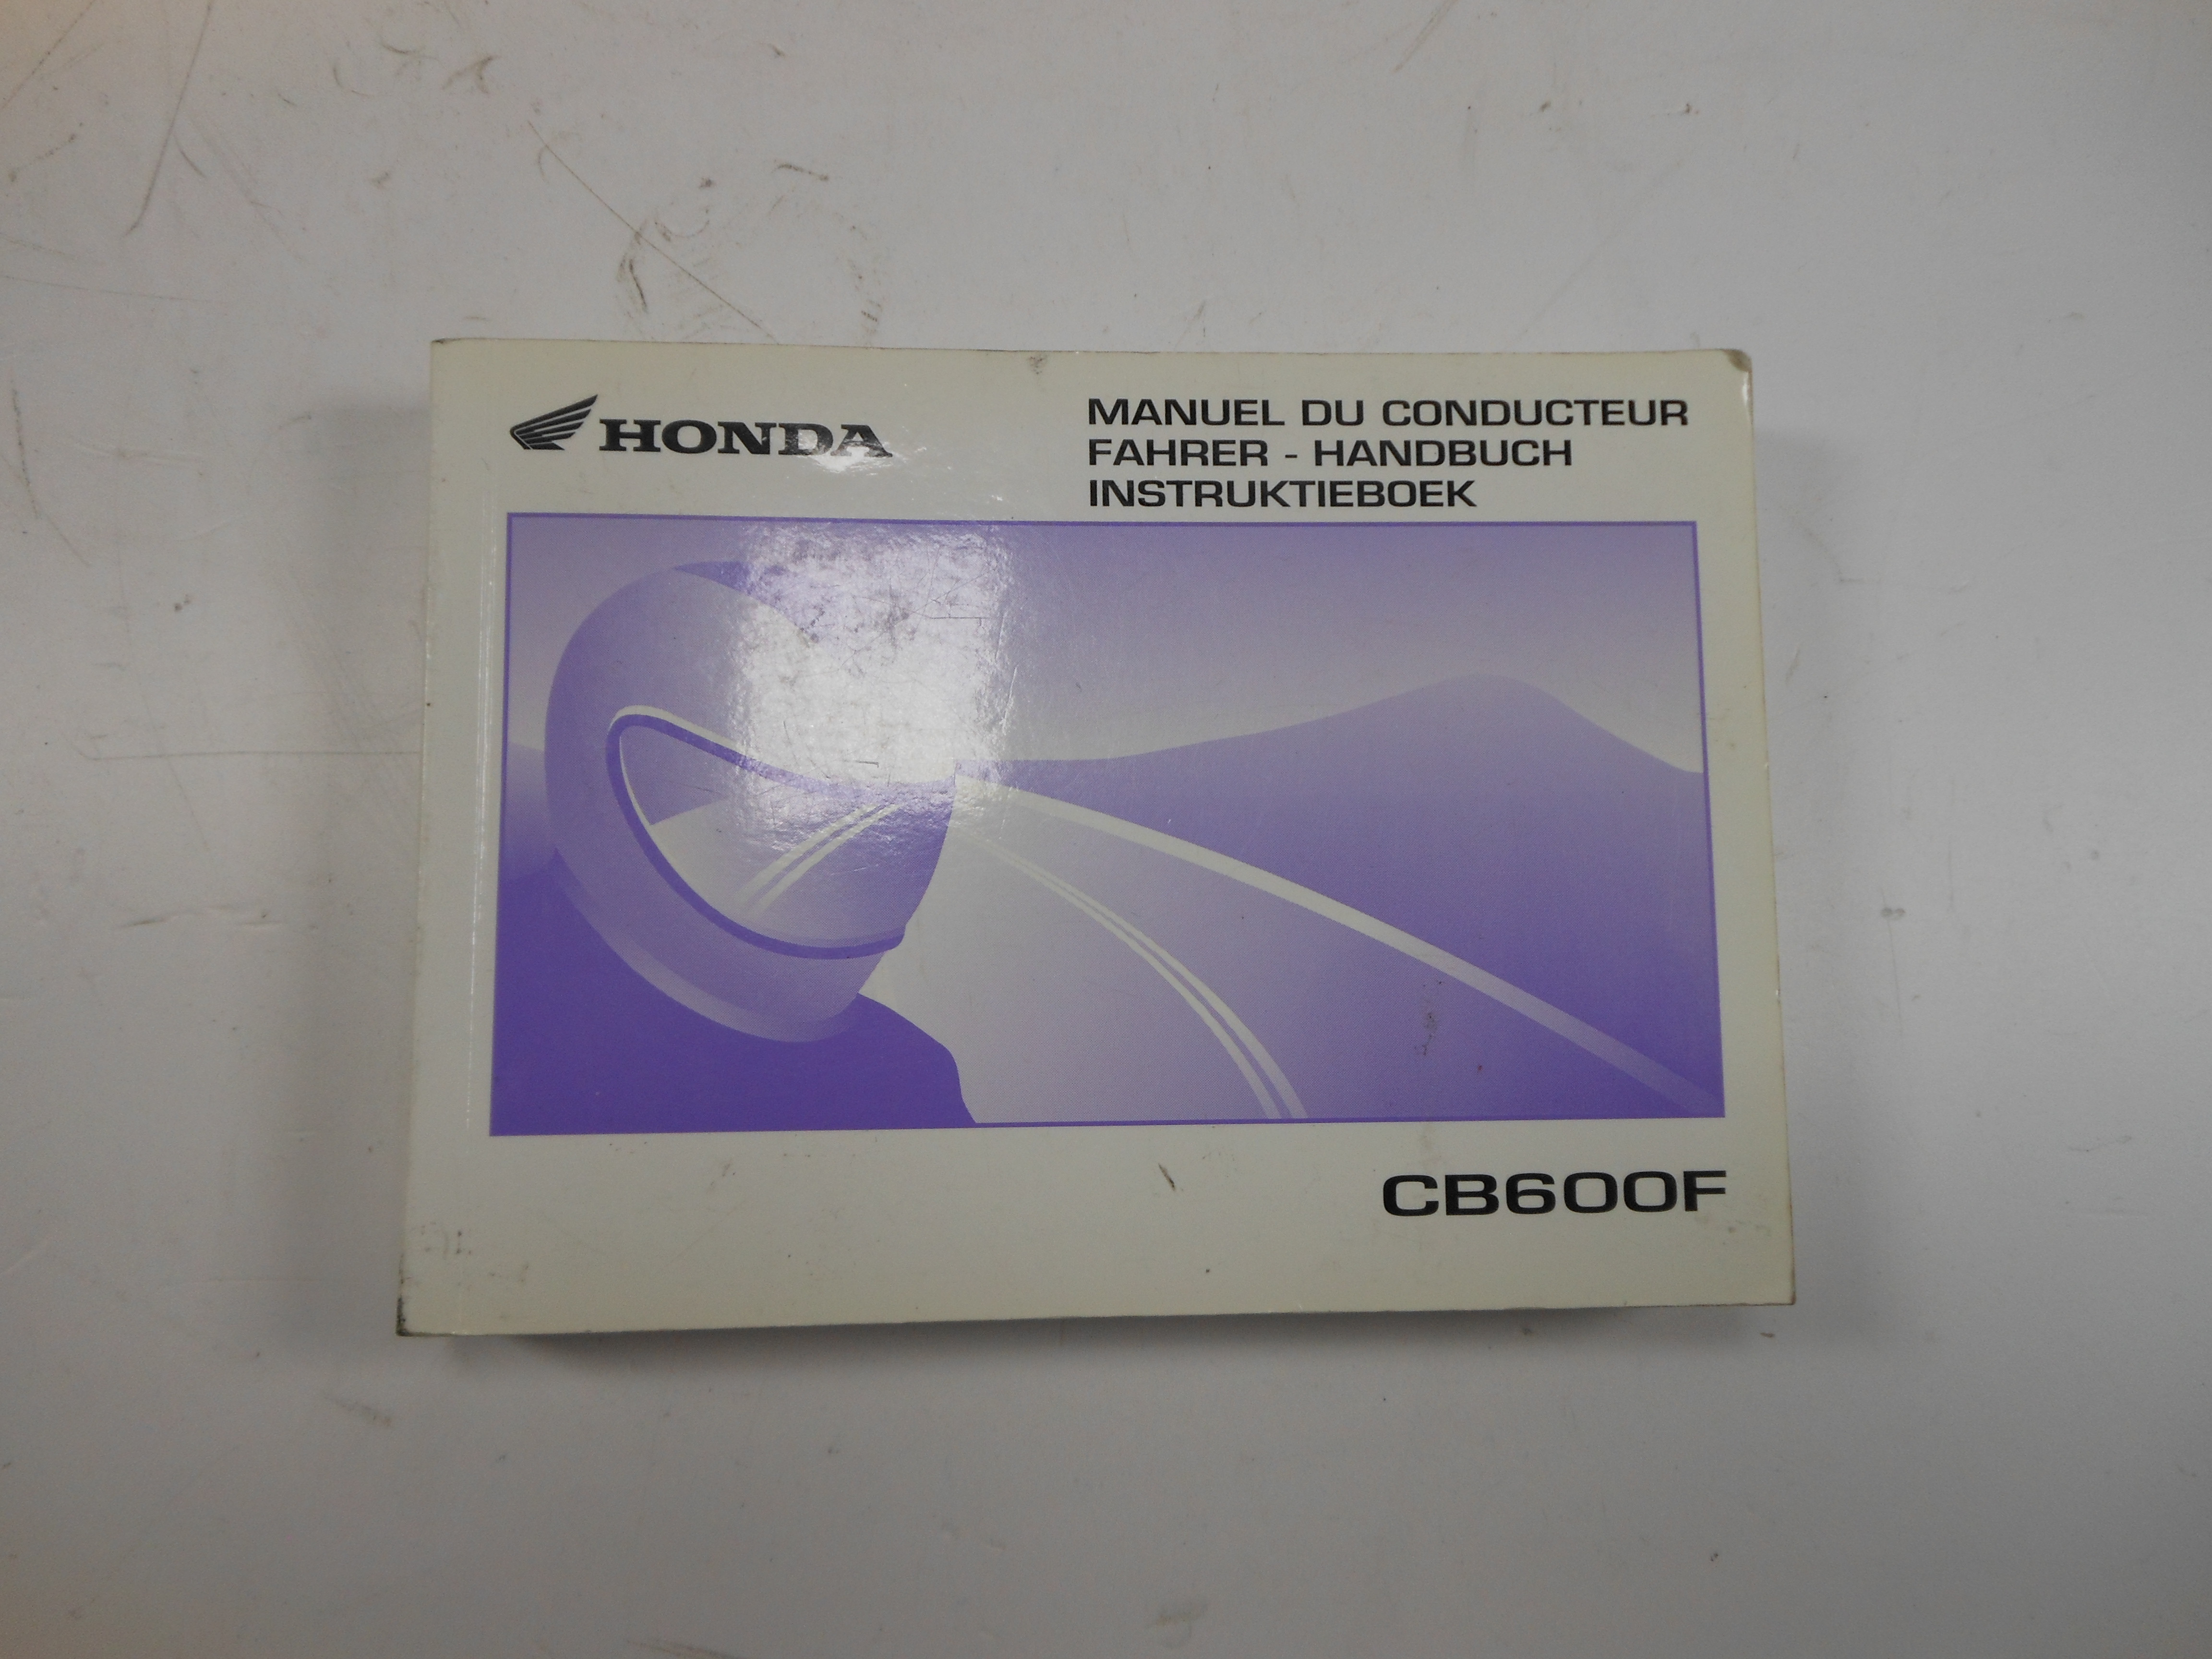 HONDA
MANUEL DU CONDUCTEUR
FAHRER - HANDBUCH
INSTRUKTIEBOEK
CB600F